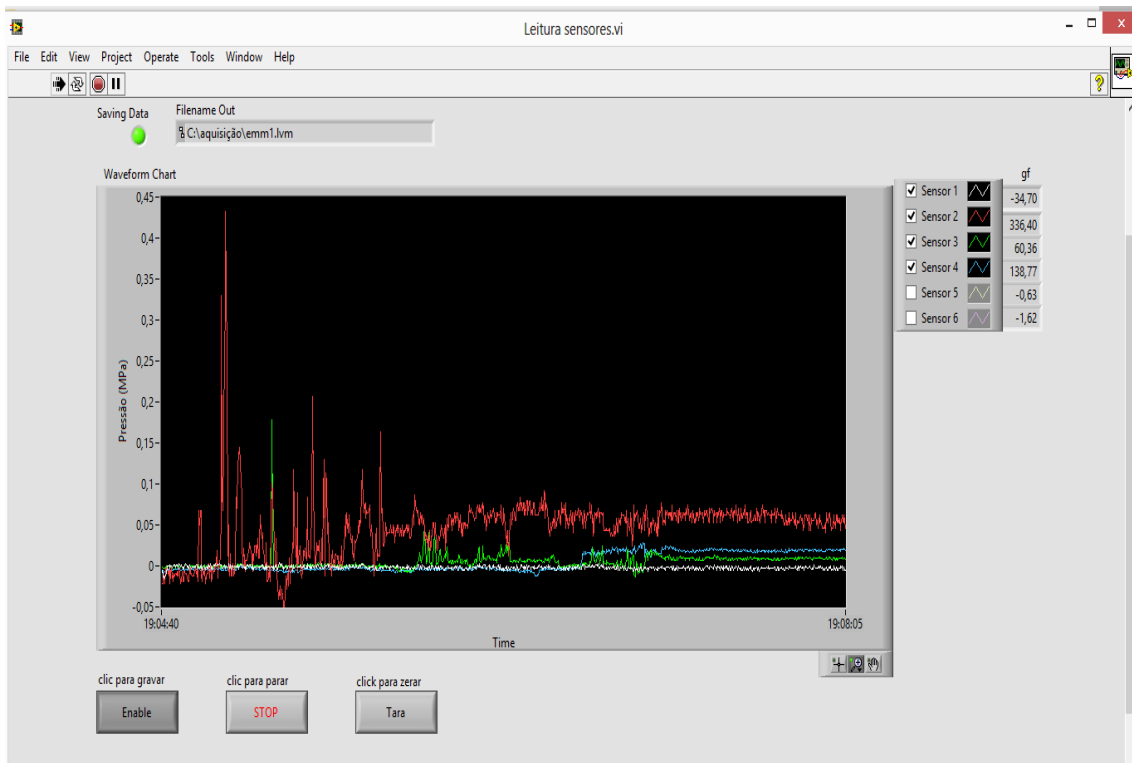 Leitura sensores.vi
File Edit View Project Operate Tools Window Help
Saving Data
Filename Out
C:\aquisição\emm1.lvm
Waveform Chart
gf
Sensor 1 -34,70
Sensor 2 336,40
Sensor 3 60,36
Sensor 4 138,77
Sensor 5 -0,63
Sensor 6 -1,62
Pressão (MPa)
0,45
0,4
0,35
0,3
0,25
0,2
0,15
0,1
0,05
0
-0,05
19:04:40 19:08:05
Time
clic para gravar clic para parar click para zerar
Enable STOP Tara